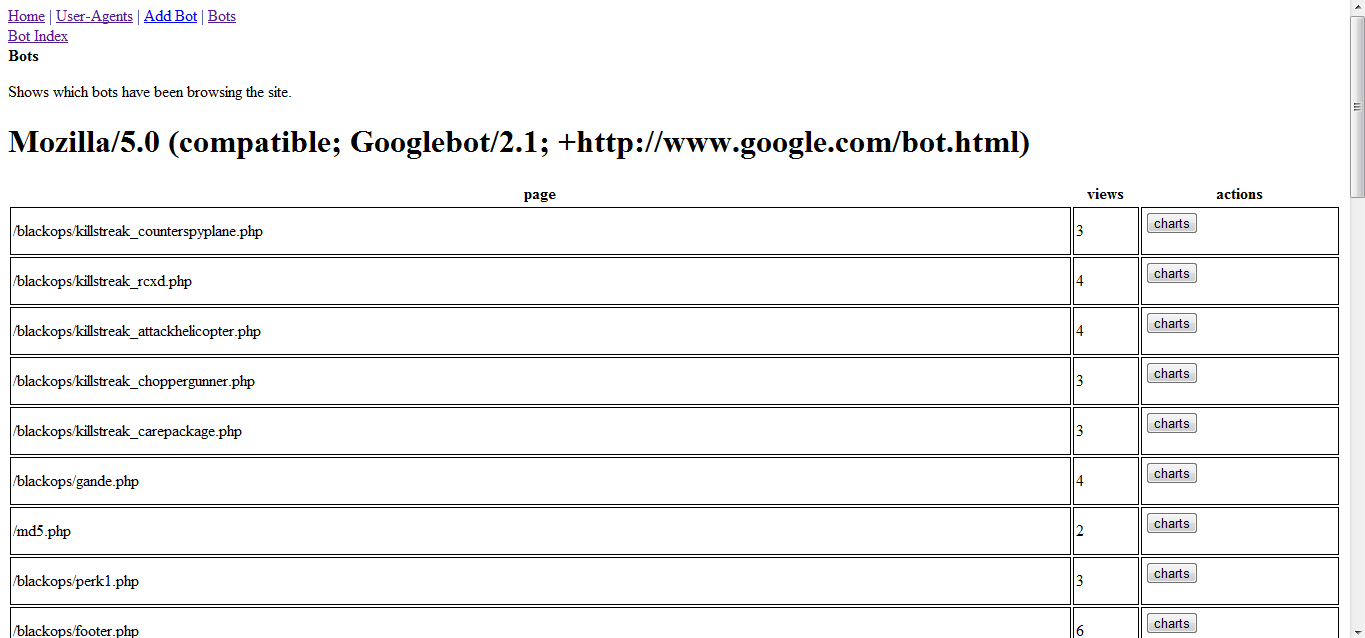 Home | User-Agents | Add Bot | Bots
Bot Index
Bots
Shows which bots have been browsing the site.
Mozilla/5.0 (compatible; Googlebot/2.1; +http://www.google.com/bot.html)
page views actions
/blackops/killstreak_counterspyplane.php 3 charts
/blackops/killstreak_rcxd.php 4 charts
/blackops/killstreak_attackhelicopter.php 4 charts
/blackops/killstreak_choppergunner.php 3 charts
/blackops/killstreak_carepackage.php 3 charts
/blackops/gande.php 4 charts
/md5.php 2 charts
/blackops/perk1.php 3 charts
/blackops/footer.php 6 charts